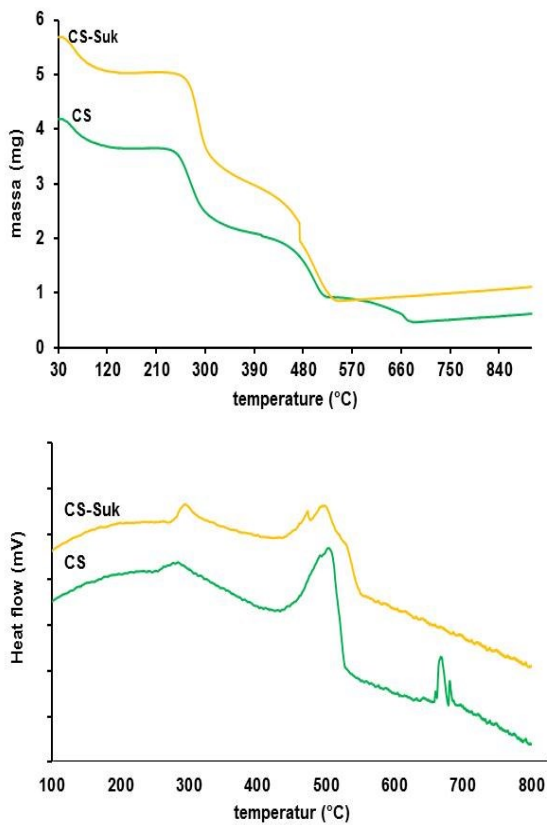 6
CS-Suk
5
CS
4
massa (mg)
3
2
1
0
30 120 210 300 390 480 570 660 750 840
temperature (°C)
CS-Suk
CS
Heat flow (mV)
100 200 300 400 500 600 700 800
temperatur (°C)